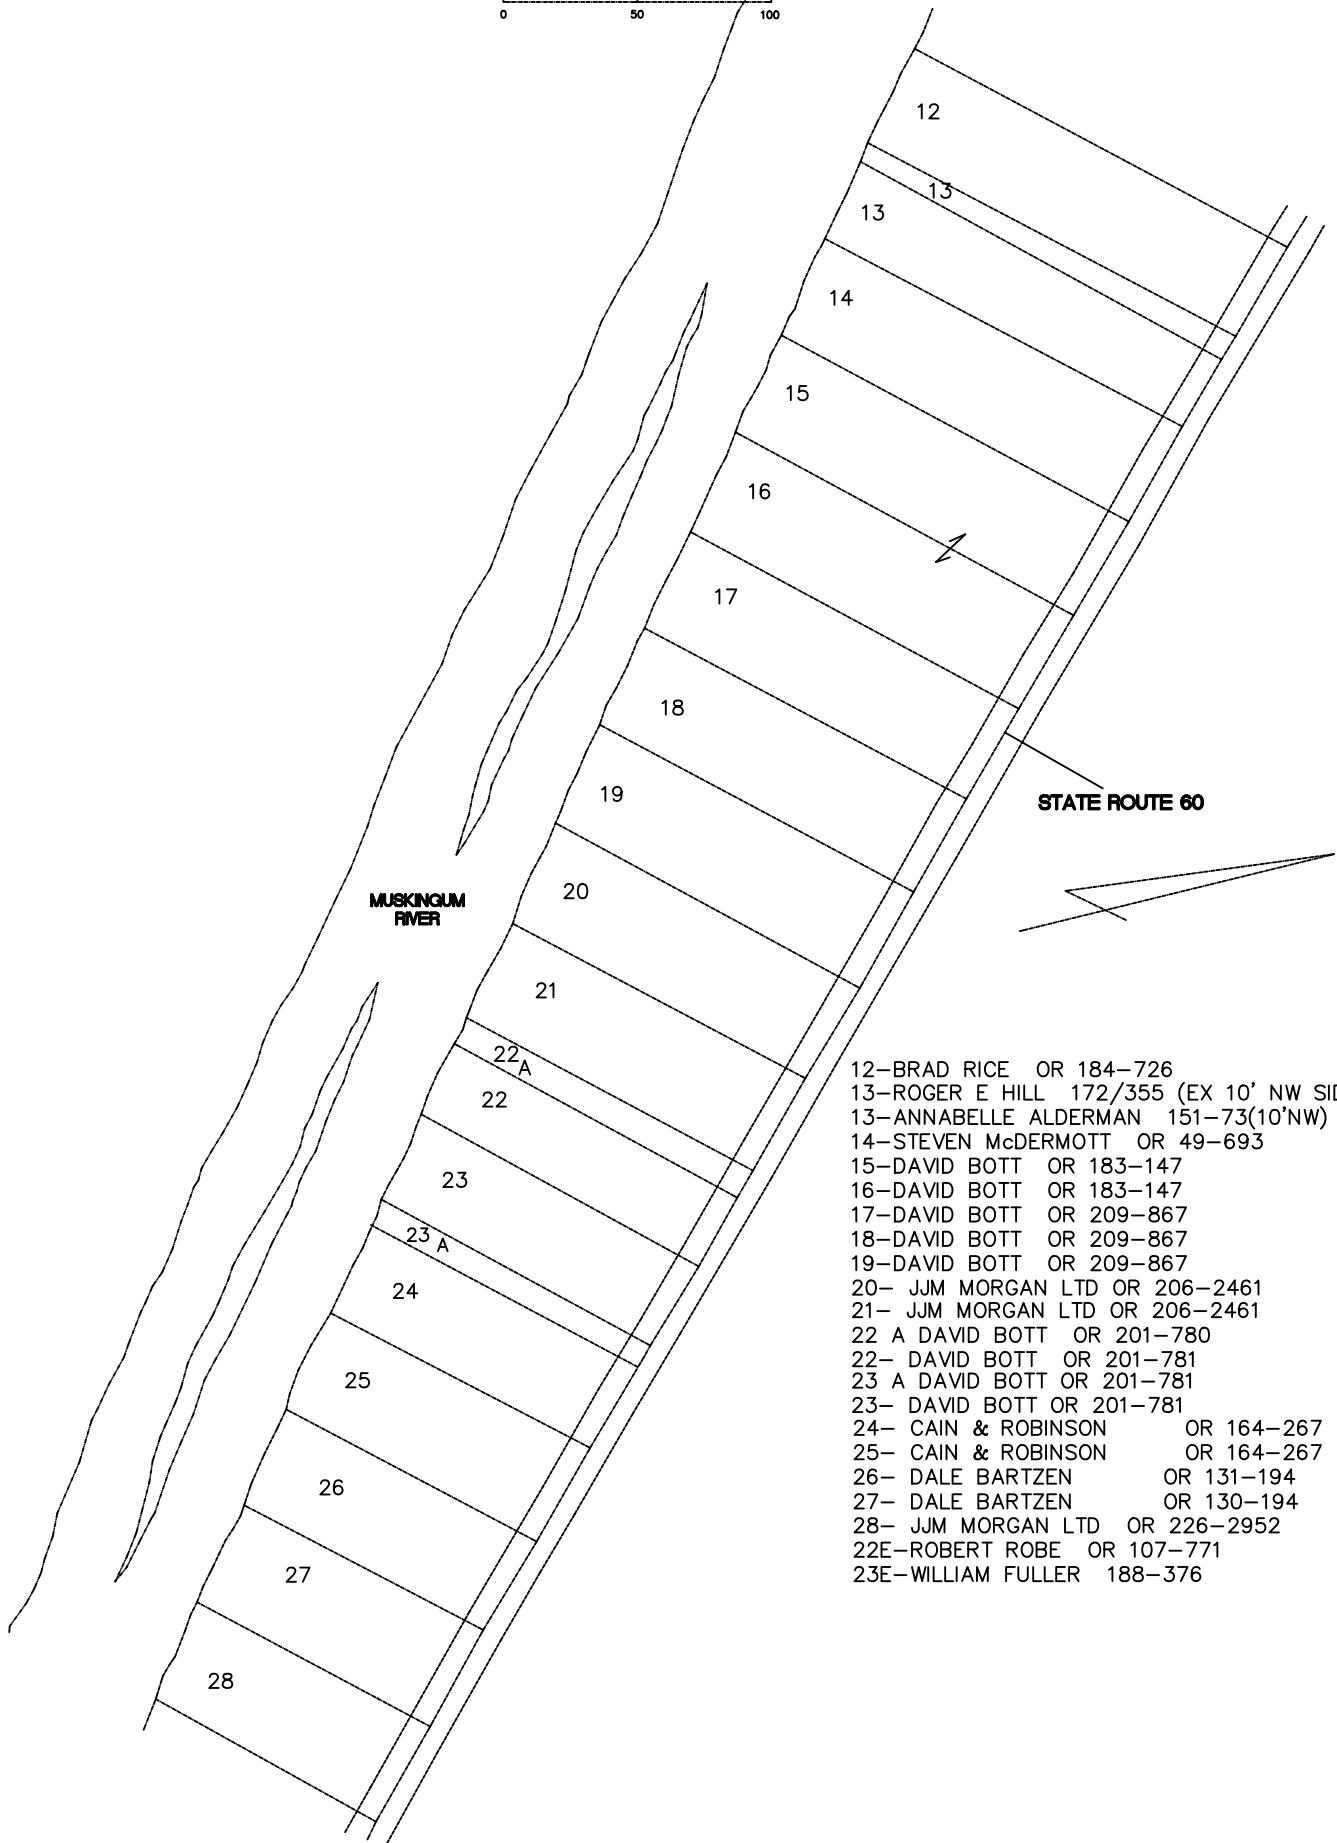 0 50 100
12
13
13
14
15
16
17
18
STATE ROUTE 60
19
20
MUSKINGUM
RIVER
21
22 A
22
23
23 A
24
25
26
27
28
12-BRAD RICE OR 184-726
13-ROGER E HILL 172/355 (EX 10' NW
13-ANNABELLE ALDERMAN 151-73(10'NW)
14-STEVEN McDERMOTT OR 49-693
15-DAVID BOTT OR 183-147
16-DAVID BOTT OR 183-147
17-DAVID BOTT OR 209-867
18-DAVID BOTT OR 209-867
19-DAVID BOTT OR 209-867
20- JJM MORGAN LTD OR 206-2461
21- JJM MORGAN LTD OR 206-2461
22 A DAVID BOTT OR 201-780
22- DAVID BOTT OR 201-781
23 A DAVID BOTT OR 201-781
23- DAVID BOTT OR 201-781
24- CAIN & ROBINSON OR 164-267
25- CAIN & ROBINSON OR 164-267
26- DALE BARTZEN OR 131-194
27- DALE BARTZEN OR 130-194
28- JJM MORGAN LTD OR 226-2952
22E-ROBERT ROBE OR 107-771
23E-WILLIAM FULLER 188-376